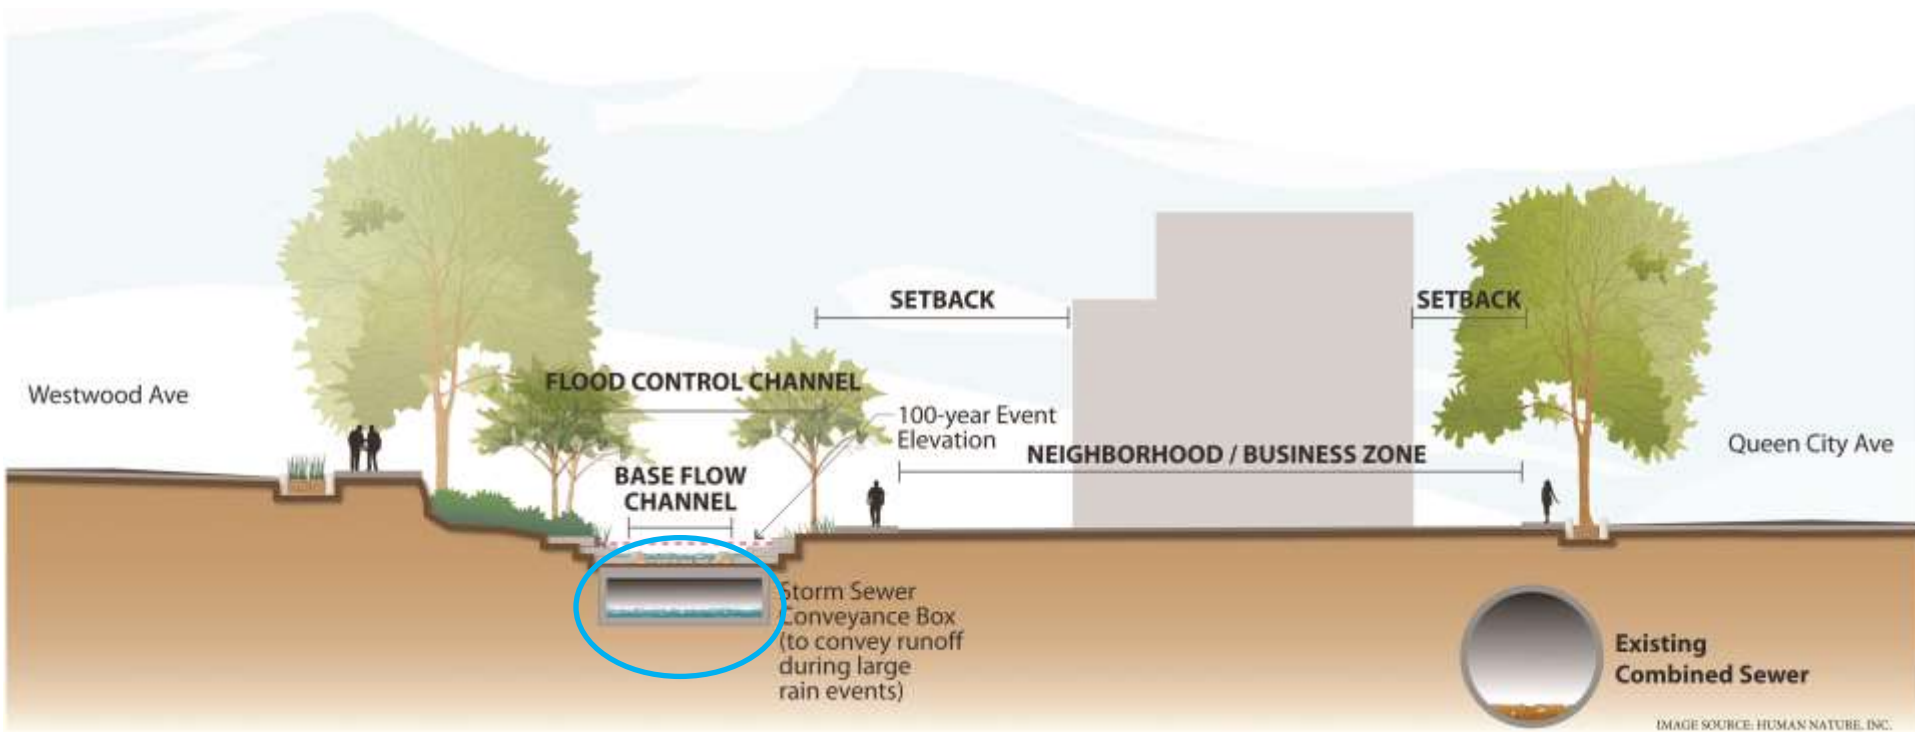 SETBACK
SETBACK
FLOOD CONTROL CHANNEL
Westwood Ave
100-year Event
Elevation
NEIGHBORHOOD / BUSINESS ZONE
Queen City Ave
BASE FLOW
CHANNEL
Storm Sewer
Conveyance Box
(to convey runoff
during large
rain events)
Existing
Combined Sewer
IMAGE SOURCE: HUMAN NATURE, INC.